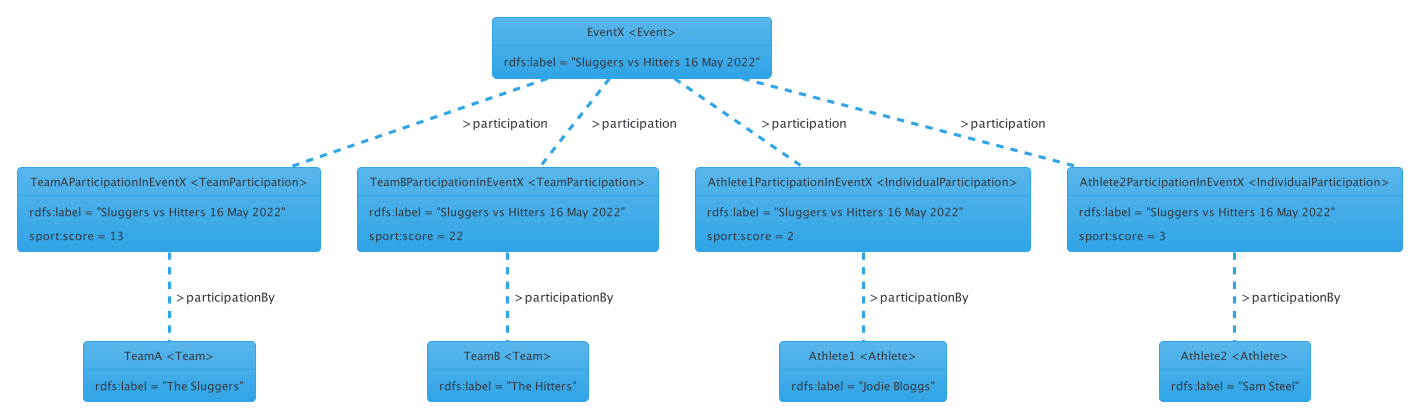 EventX <Event>
rdfs:label = "Sluggers vs Hitters 16 May 2022"
>participation
>participation
>participation
>participation
TeamAParticipationInEventX <TeamParticipation>
rdfs:label = "Sluggers vs Hitters 16 May 2022"
sport:score = 13
TeamBParticipationInEventX <TeamParticipation>
rdfs:label = "Sluggers vs Hitters 16 May 2022"
sport:score = 22
Athlete1ParticipationInEventX <IndividualParticipation>
rdfs:label = "Sluggers vs Hitters 16 May 2022"
sport:score = 2
Athlete2ParticipationInEventX <IndividualParticipation>
rdfs:label = "Sluggers vs Hitters 16 May 2022"
sport:score = 3
>participationBy
>participationBy
>participationBy
>participationBy
TeamA <Team>
rdfs:label = "The Sluggers"
TeamB <Team>
rdfs:label = "The Hitters"
Athlete1 <Athlete>
rdfs:label = "Jodie Bloggs"
Athlete2 <Athlete>
rdfs:label = "Sam Steel"